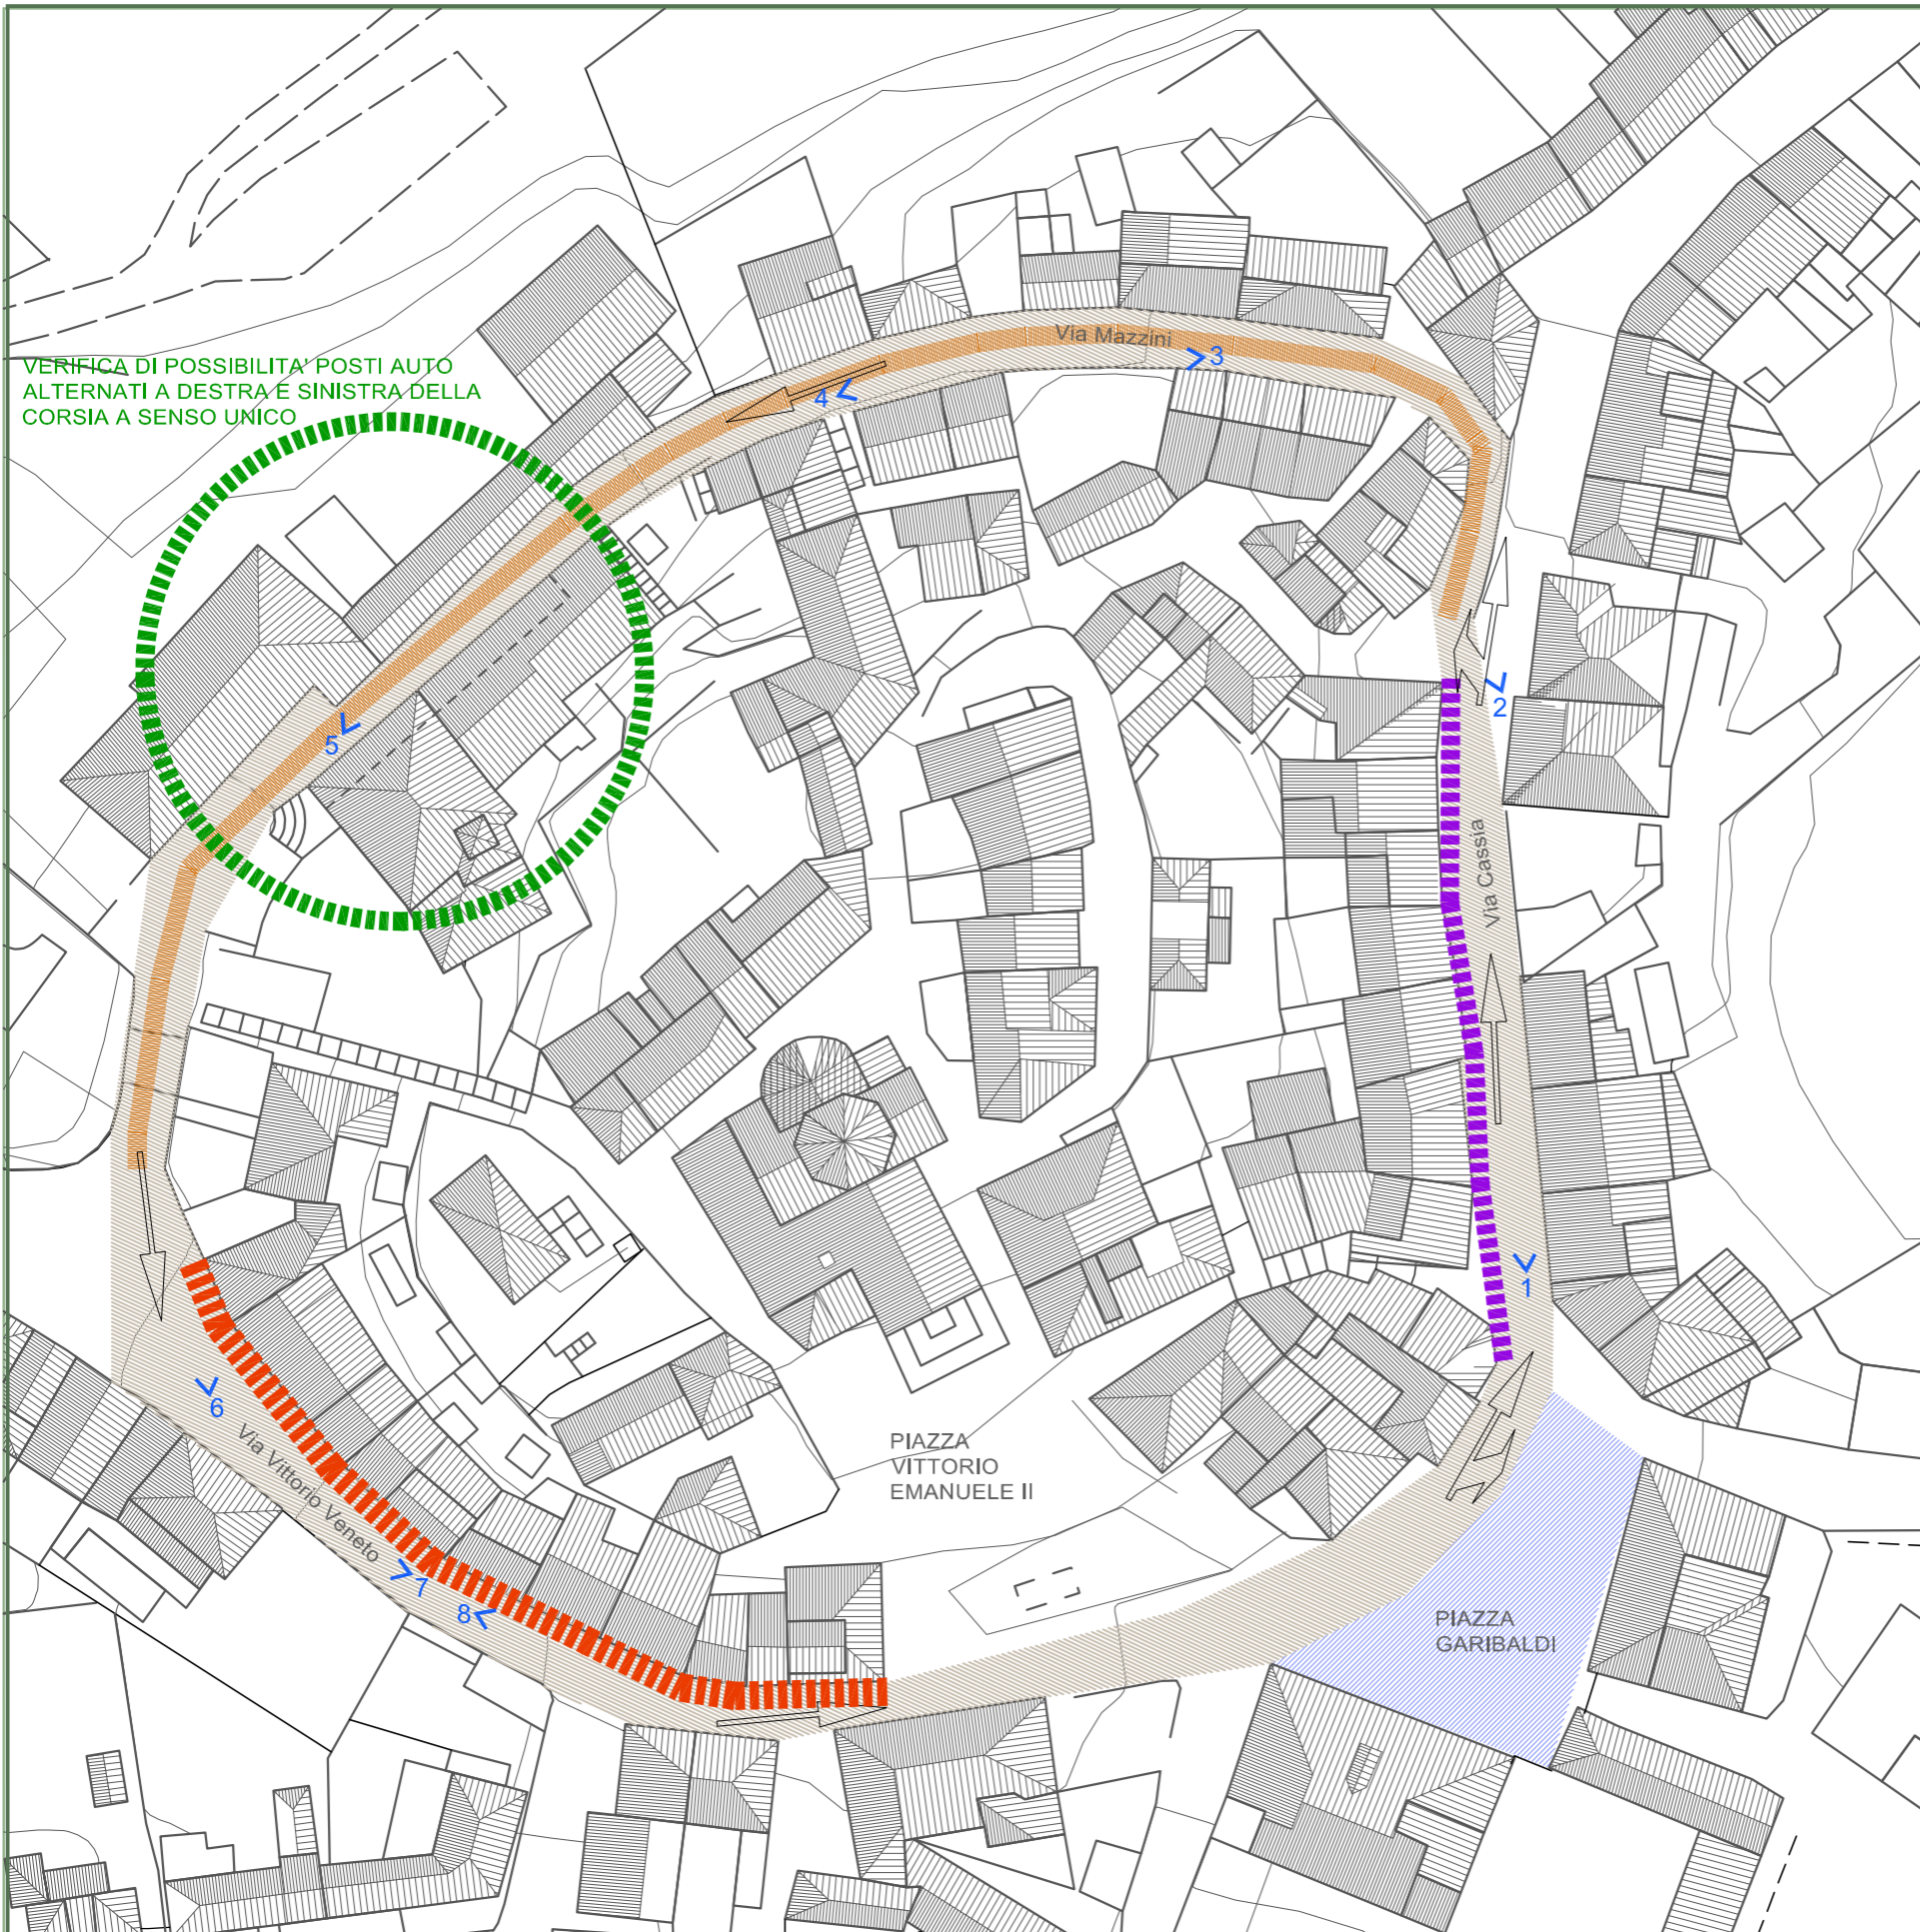 Via Mazzini
3
VERIFICA DI POSSIBILITA' POSTI AUTO
ALTERNATI A DESTRA E SINISTRA DELLA
CORSIA A SENSO UNICO
4
2
5
Via Cassia
1
6
Via Vittorio Veneto
PIAZZA
VITTORIO
EMANUELE II
7
8
PIAZZA
GARIBALDI